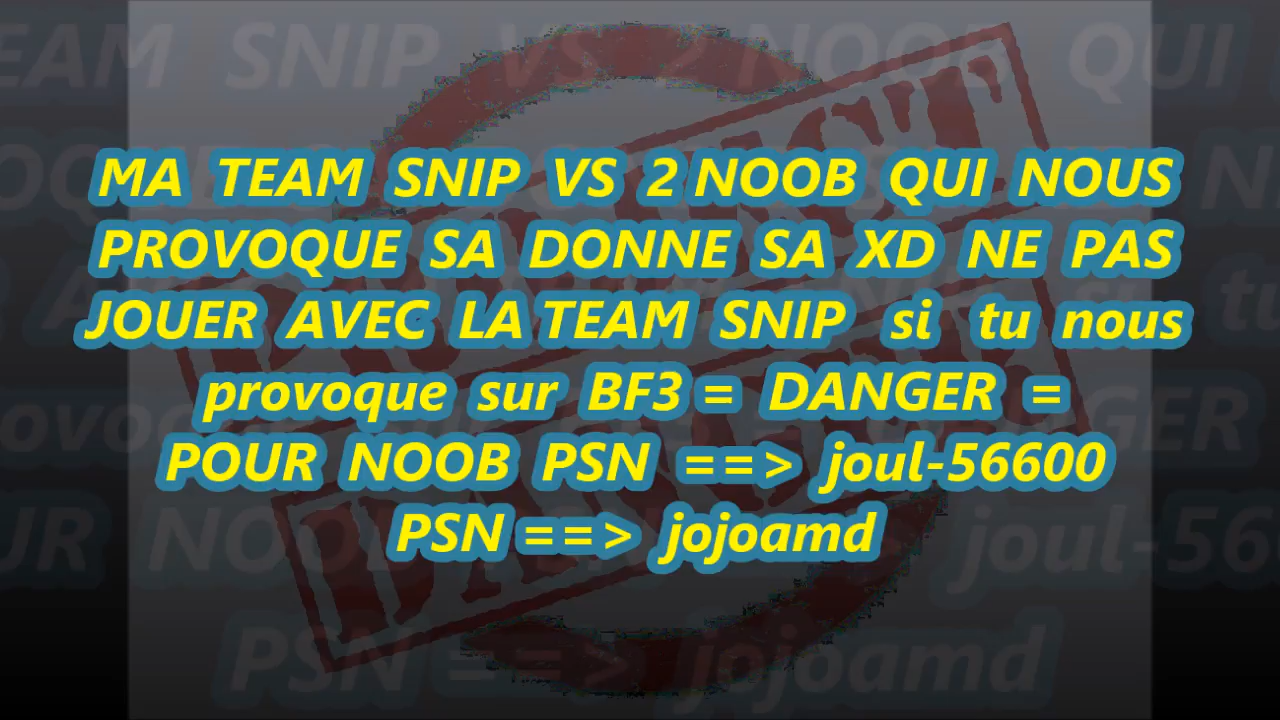 MA TEAM SNIP VS 2 NOOB QUI NOUS
PROVOQUE SA DONNE SA XD NE PAS
JOUER AVEC LA TEAM SNIP si tu nous
provoque sur BF3 = DANGER =
POUR NOOB PSN ==> joul-56600
PSN ==> jojoamd